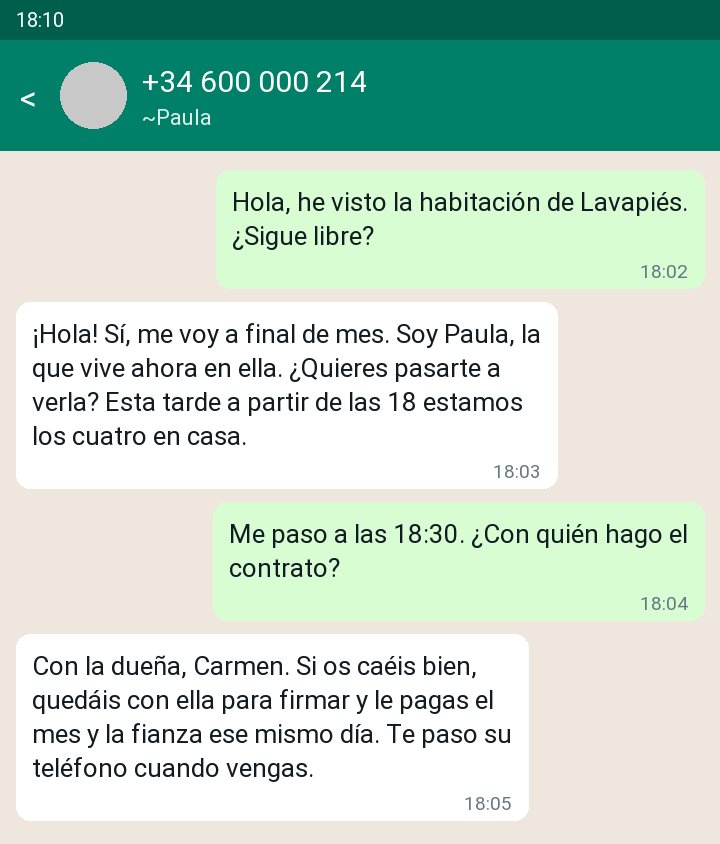 18:10
<
+34 600 000 214
~Paula
Hola, he visto la habitación de Lavapiés.
¿Sigue libre?
18:02
¡Hola! Sí, me voy a final de mes. Soy Paula, la
que vive ahora en ella. ¿Quieres pasarte a
verla? Esta tarde a partir de las 18 estamos
los cuatro en casa.
18:03
Me paso a las 18:30. ¿Con quién hago el
contrato?
18:04
Con la dueña, Carmen. Si os caéis bien,
quedáis con ella para firmar y le pagas el
mes y la fianza ese mismo día. Te paso su
teléfono cuando vengas.
18:05